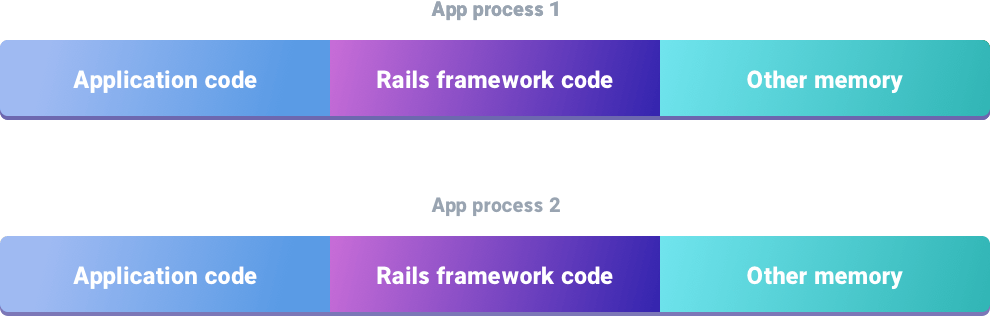 App process 1
Application code Rails framework code Other memory
App process 2
Application code Rails framework code Other memory